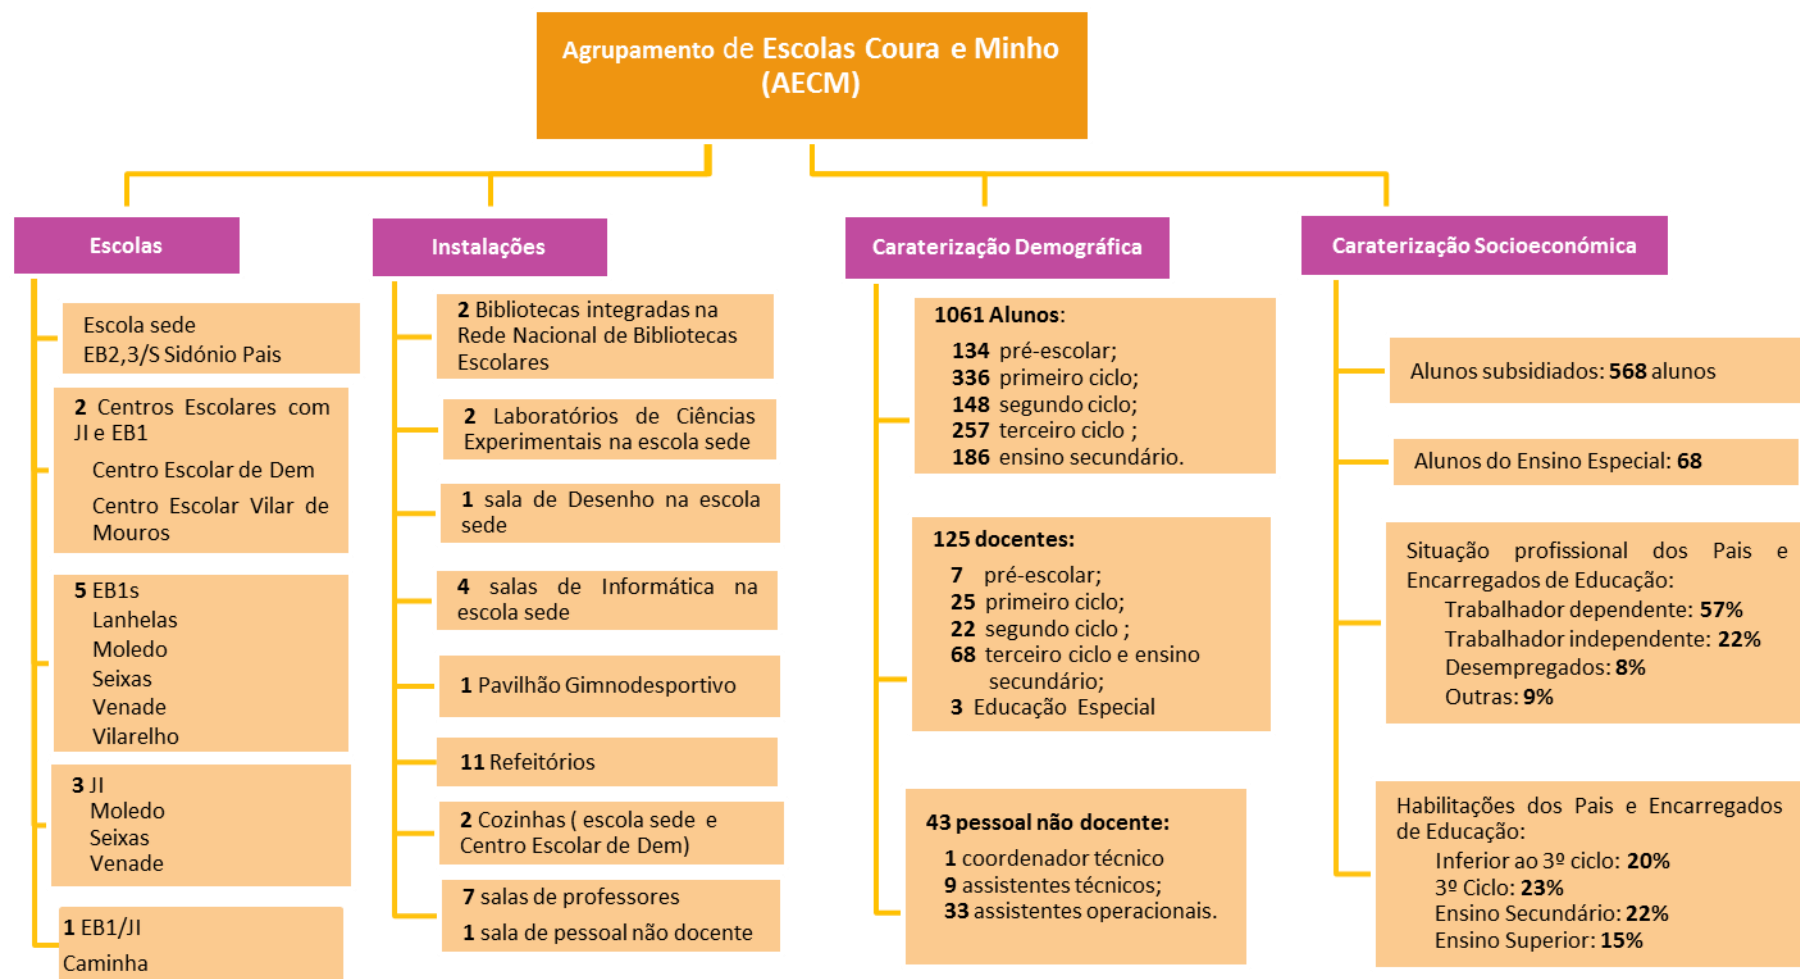 Agrupamento de Escolas Coura e Minho
(AECM)
Escolas
Escola sede
EB2,3/S Sidónio Pais
2 Centros Escolares com
JI e EB1
Centro Escolar de Dem
Centro Escolar Vilar de
Mouros
5 EB1s
Lanhelas
Moledo
Seixas
Venade
Vilarelho
3 JI
Moledo
Seixas
Venade
1 EB1/JI
Caminha
Instalações
2 Bibliotecas integradas na
Rede Nacional de Bibliotecas
Escolares
2 Laboratórios de Ciências
Experimentais na escola sede
1 sala de Desenho na escola
sede
4 salas de Informática na
escola sede
1 Pavilhão Gimnodesportivo
11 Refeitórios
2 Cozinhas ( escola sede e
Centro Escolar de Dem)
7 salas de professores
1 sala de pessoal não docente
Caraterização Demográfica
1061 Alunos:
134 pré-escolar;
336 primeiro ciclo;
148 segundo ciclo;
257 terceiro ciclo ;
186 ensino secundário.
125 docentes:
7 pré-escolar;
25 primeiro ciclo;
22 segundo ciclo ;
68 terceiro ciclo e ensino
secundário;
3 Educação Especial
43 pessoal não docente:
1 coordenador técnico
9 assistentes técnicos;
33 assistentes operacionais.
Caraterização Socioeconómica
Alunos subsidiados: 568 alunos
Alunos do Ensino Especial: 68
Situação profissional dos Pais e
Encarregados de Educação:
Trabalhador dependente: 57%
Trabalhador independente: 22%
Desempregados: 8%
Outras: 9%
Habilitações dos Pais e Encarregados
de Educação:
Inferior ao 3º ciclo: 20%
3º Ciclo: 23%
Ensino Secundário: 22%
Ensino Superior: 15%